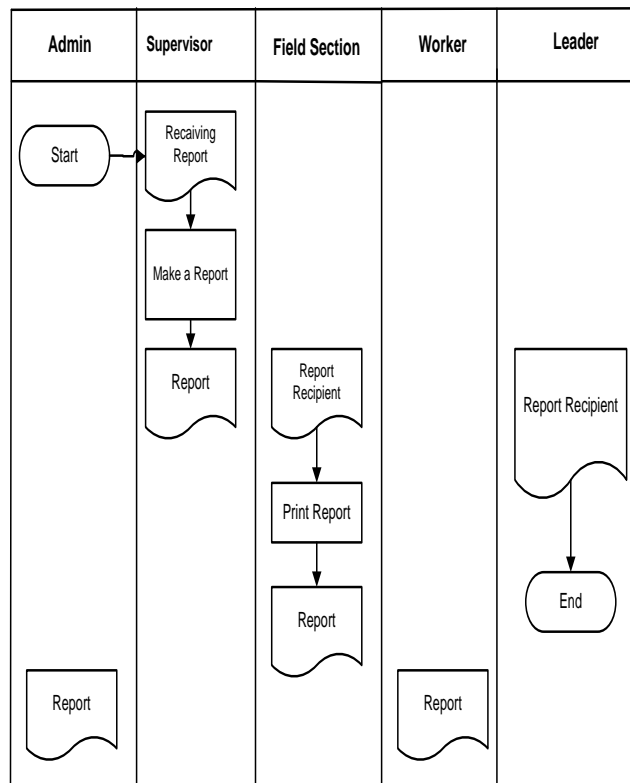 Admin
Supervisor
Field Section
Worker
Leader
Start
Recaiving
Report
Make a Report
Report
Report
Recipient
Report Recipient
Print Report
End
Report
Report
Report